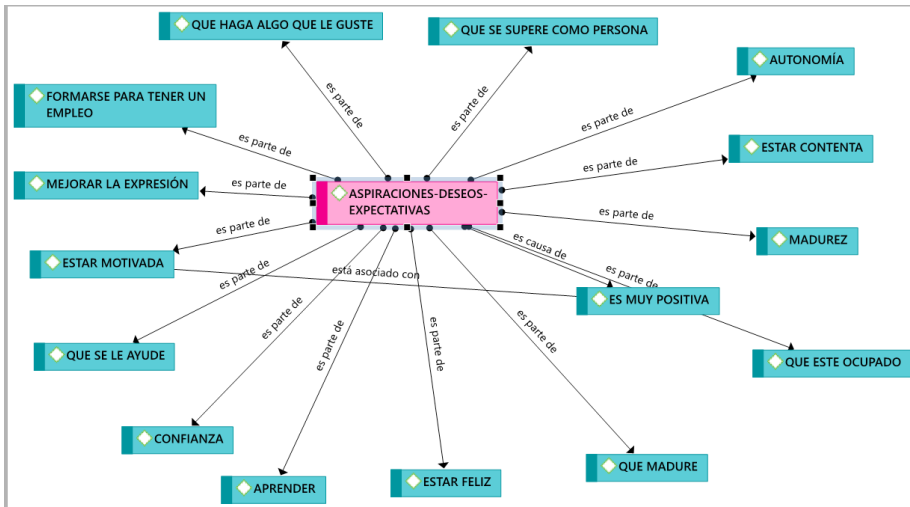 QUE HAGA ALGO QUE LE GUSTE
QUE SE SUPERE COMO PERSONA
AUTONOMÍA
es parte de
es parte de
es parte de
FORMARSE PARA TENER UN
EMPLEO
es parte de
ESTAR CONTENTA
es parte de
MEJORAR LA EXPRESIÓN
es parte de
ASPIRACIONES-DESEOS-
EXPECTATIVAS
es parte de
MADUREZ
es parte de
ESTAR MOTIVADA
es parte de
está asociado con
es causa de
es parte de
ES MUY POSITIVA
QUE SE LE AYUDE
es parte de
es parte de
es parte de
es parte de
QUE ESTE OCUPADO
CONFIANZA
APRENDER
ESTAR FELIZ
QUE MADURE